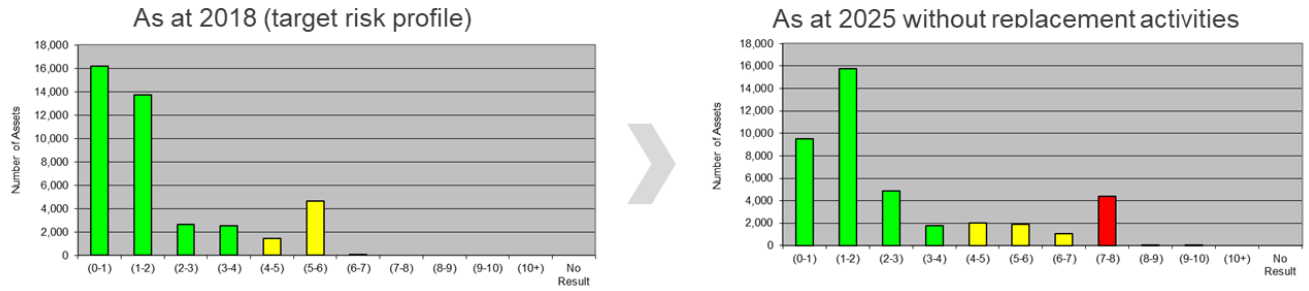 As at 2018 (target risk profile)
18,000
16,000
14,000
12,000
10,000
8,000
6,000
4,000
2,000
0
Number of Assets
(0-1) (1-2) (2-3) (3-4) (4-5) (5-6) (6-7) (7-8) (8-9) (9-10) (10+) No
Result
As at 2025 without replacement activities
18,000
16,000
14,000
12,000
10,000
8,000
6,000
4,000
2,000
0
Number of Assets
(0-1) (1-2) (2-3) (3-4) (4-5) (5-6) (6-7) (7-8) (8-9) (9-10) (10+) No
Result